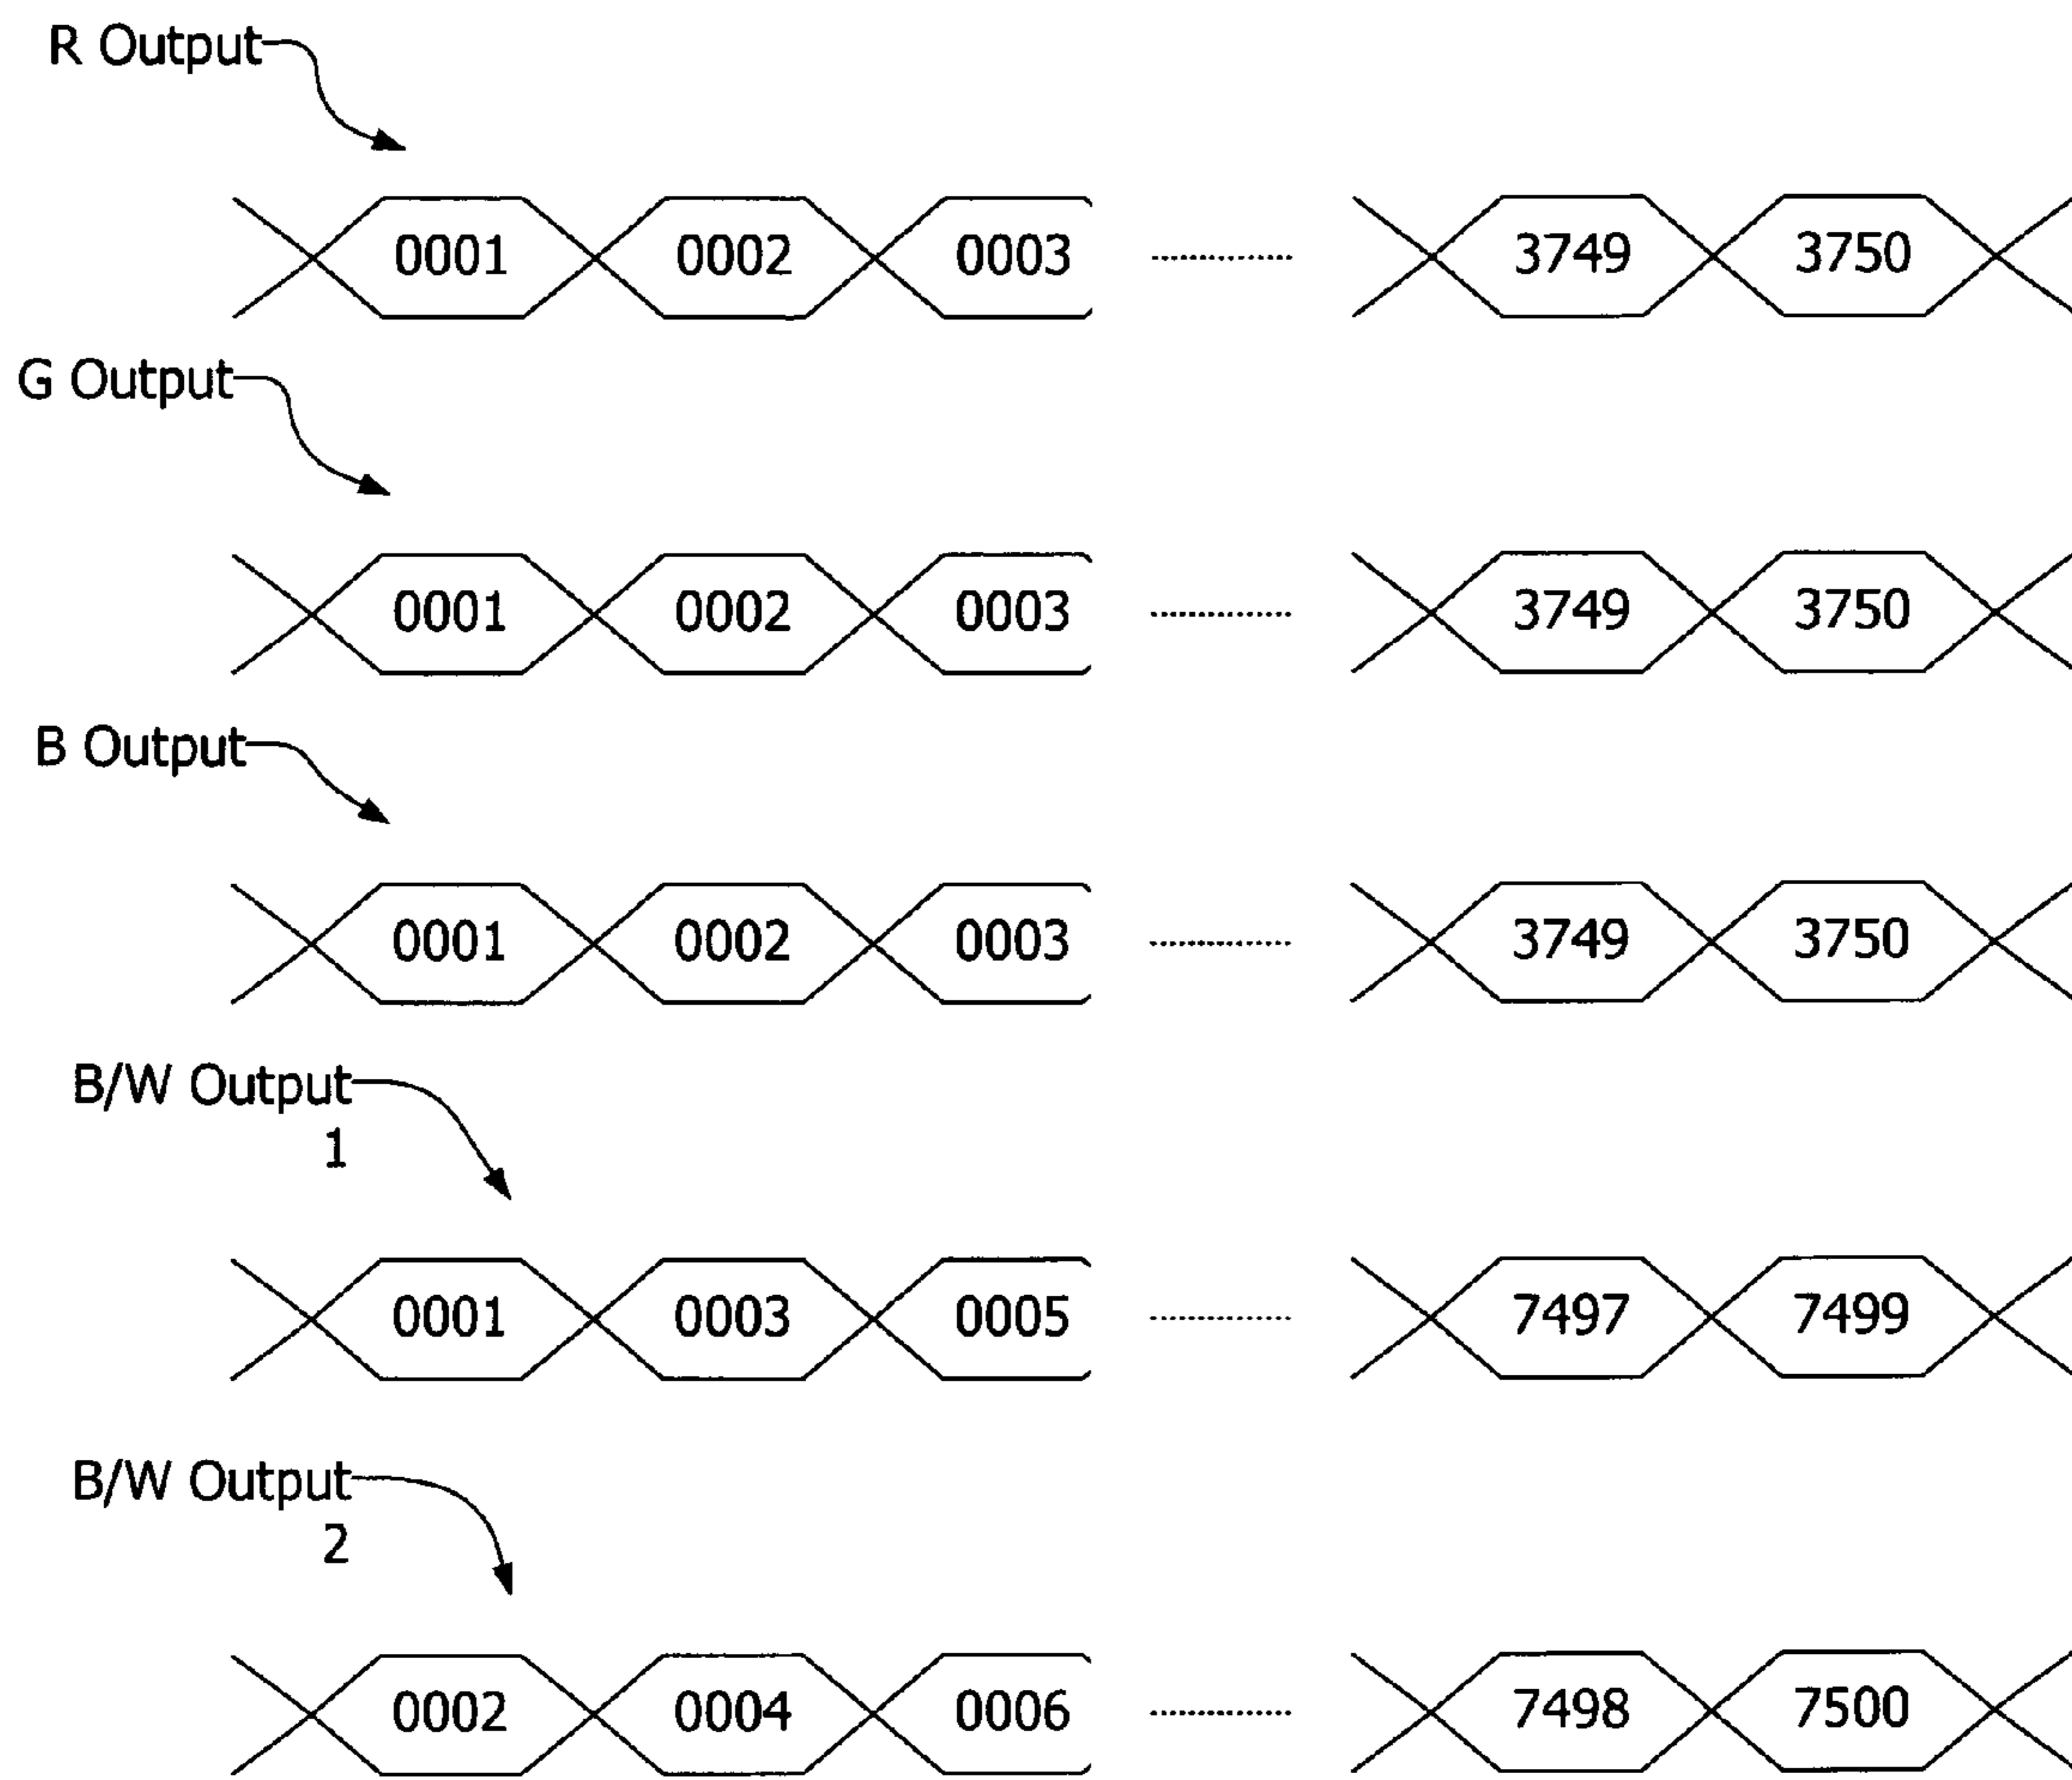 R Output
0001 0002 0003 3749 3750
G Output
0001 0002 0003 3749 3750
B Output
0001 0002 0003 3749 3750
B/W Output
1
0001 0003 0005 7497 7499
B/W Output
2
0002 0004 0006 7498 7500